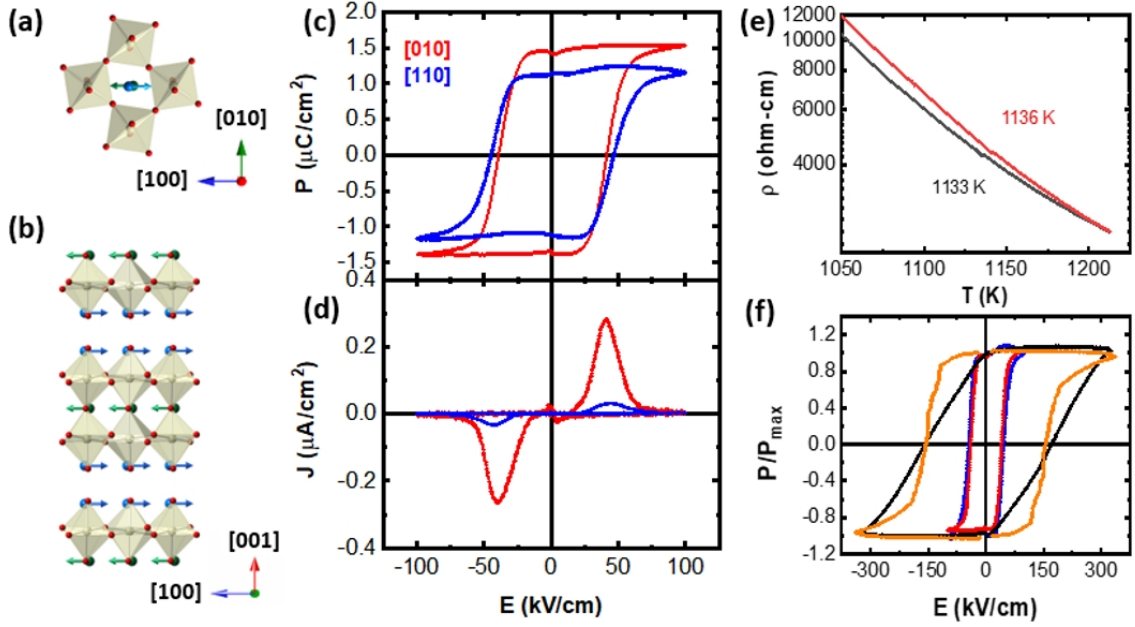 (a)
[010]
[100]
(b)
[001]
[100]
(c)
2.0
1.5
1.0
0.5
0.0
-0.5
-1.0
-1.5
P (μC/cm²)
[010]
[110]
(d)
0.4
0.2
0.0
-0.2
-0.4
J (μA/cm²)
-100 -50 0 50 100
E (kV/cm)
(e)
12000
10000
8000
6000
4000
ρ (ohm-cm)
1136 K
1133 K
1050 1100 1150 1200
T (K)
(f)
1.2
0.8
0.4
0.0
-0.4
-0.8
-1.2
P/Pmax
-300 -150 0 150 300
E (kV/cm)